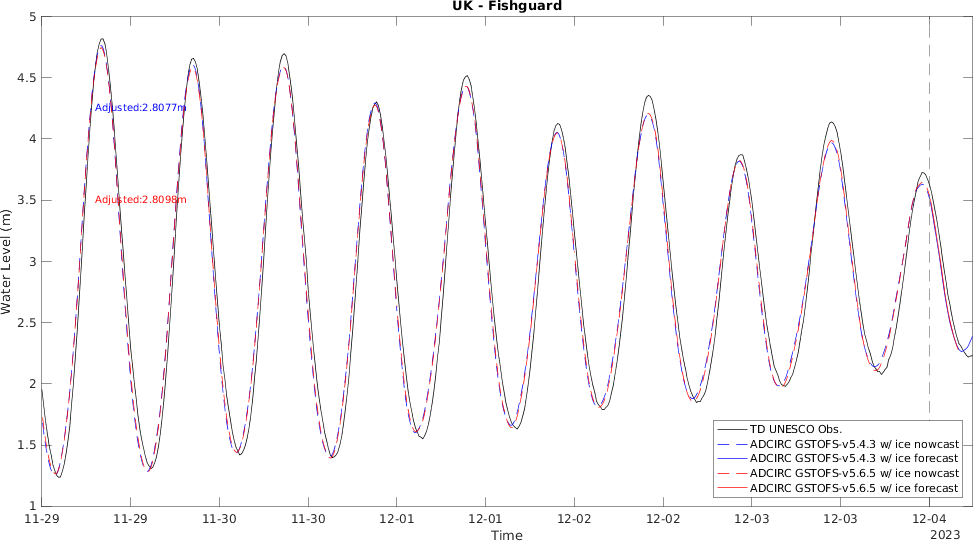 UK - Fishguard
5
4.5
4
3.5
3
2.5
2
1.5
1
Water Level (m)
Adjusted:2.8077m
Adjusted:2.8098m
TD UNESCO Obs.
ADCIRC GSTOFS-v5.4.3 w/ ice nowcast
ADCIRC GSTOFS-v5.4.3 w/ ice forecast
ADCIRC GSTOFS-v5.6.5 w/ ice nowcast
ADCIRC GSTOFS-v5.6.5 w/ ice forecast
11-29 11-29 11-30 11-30 12-01 12-01 12-02 12-02 12-03 12-03 12-04
Time
2023